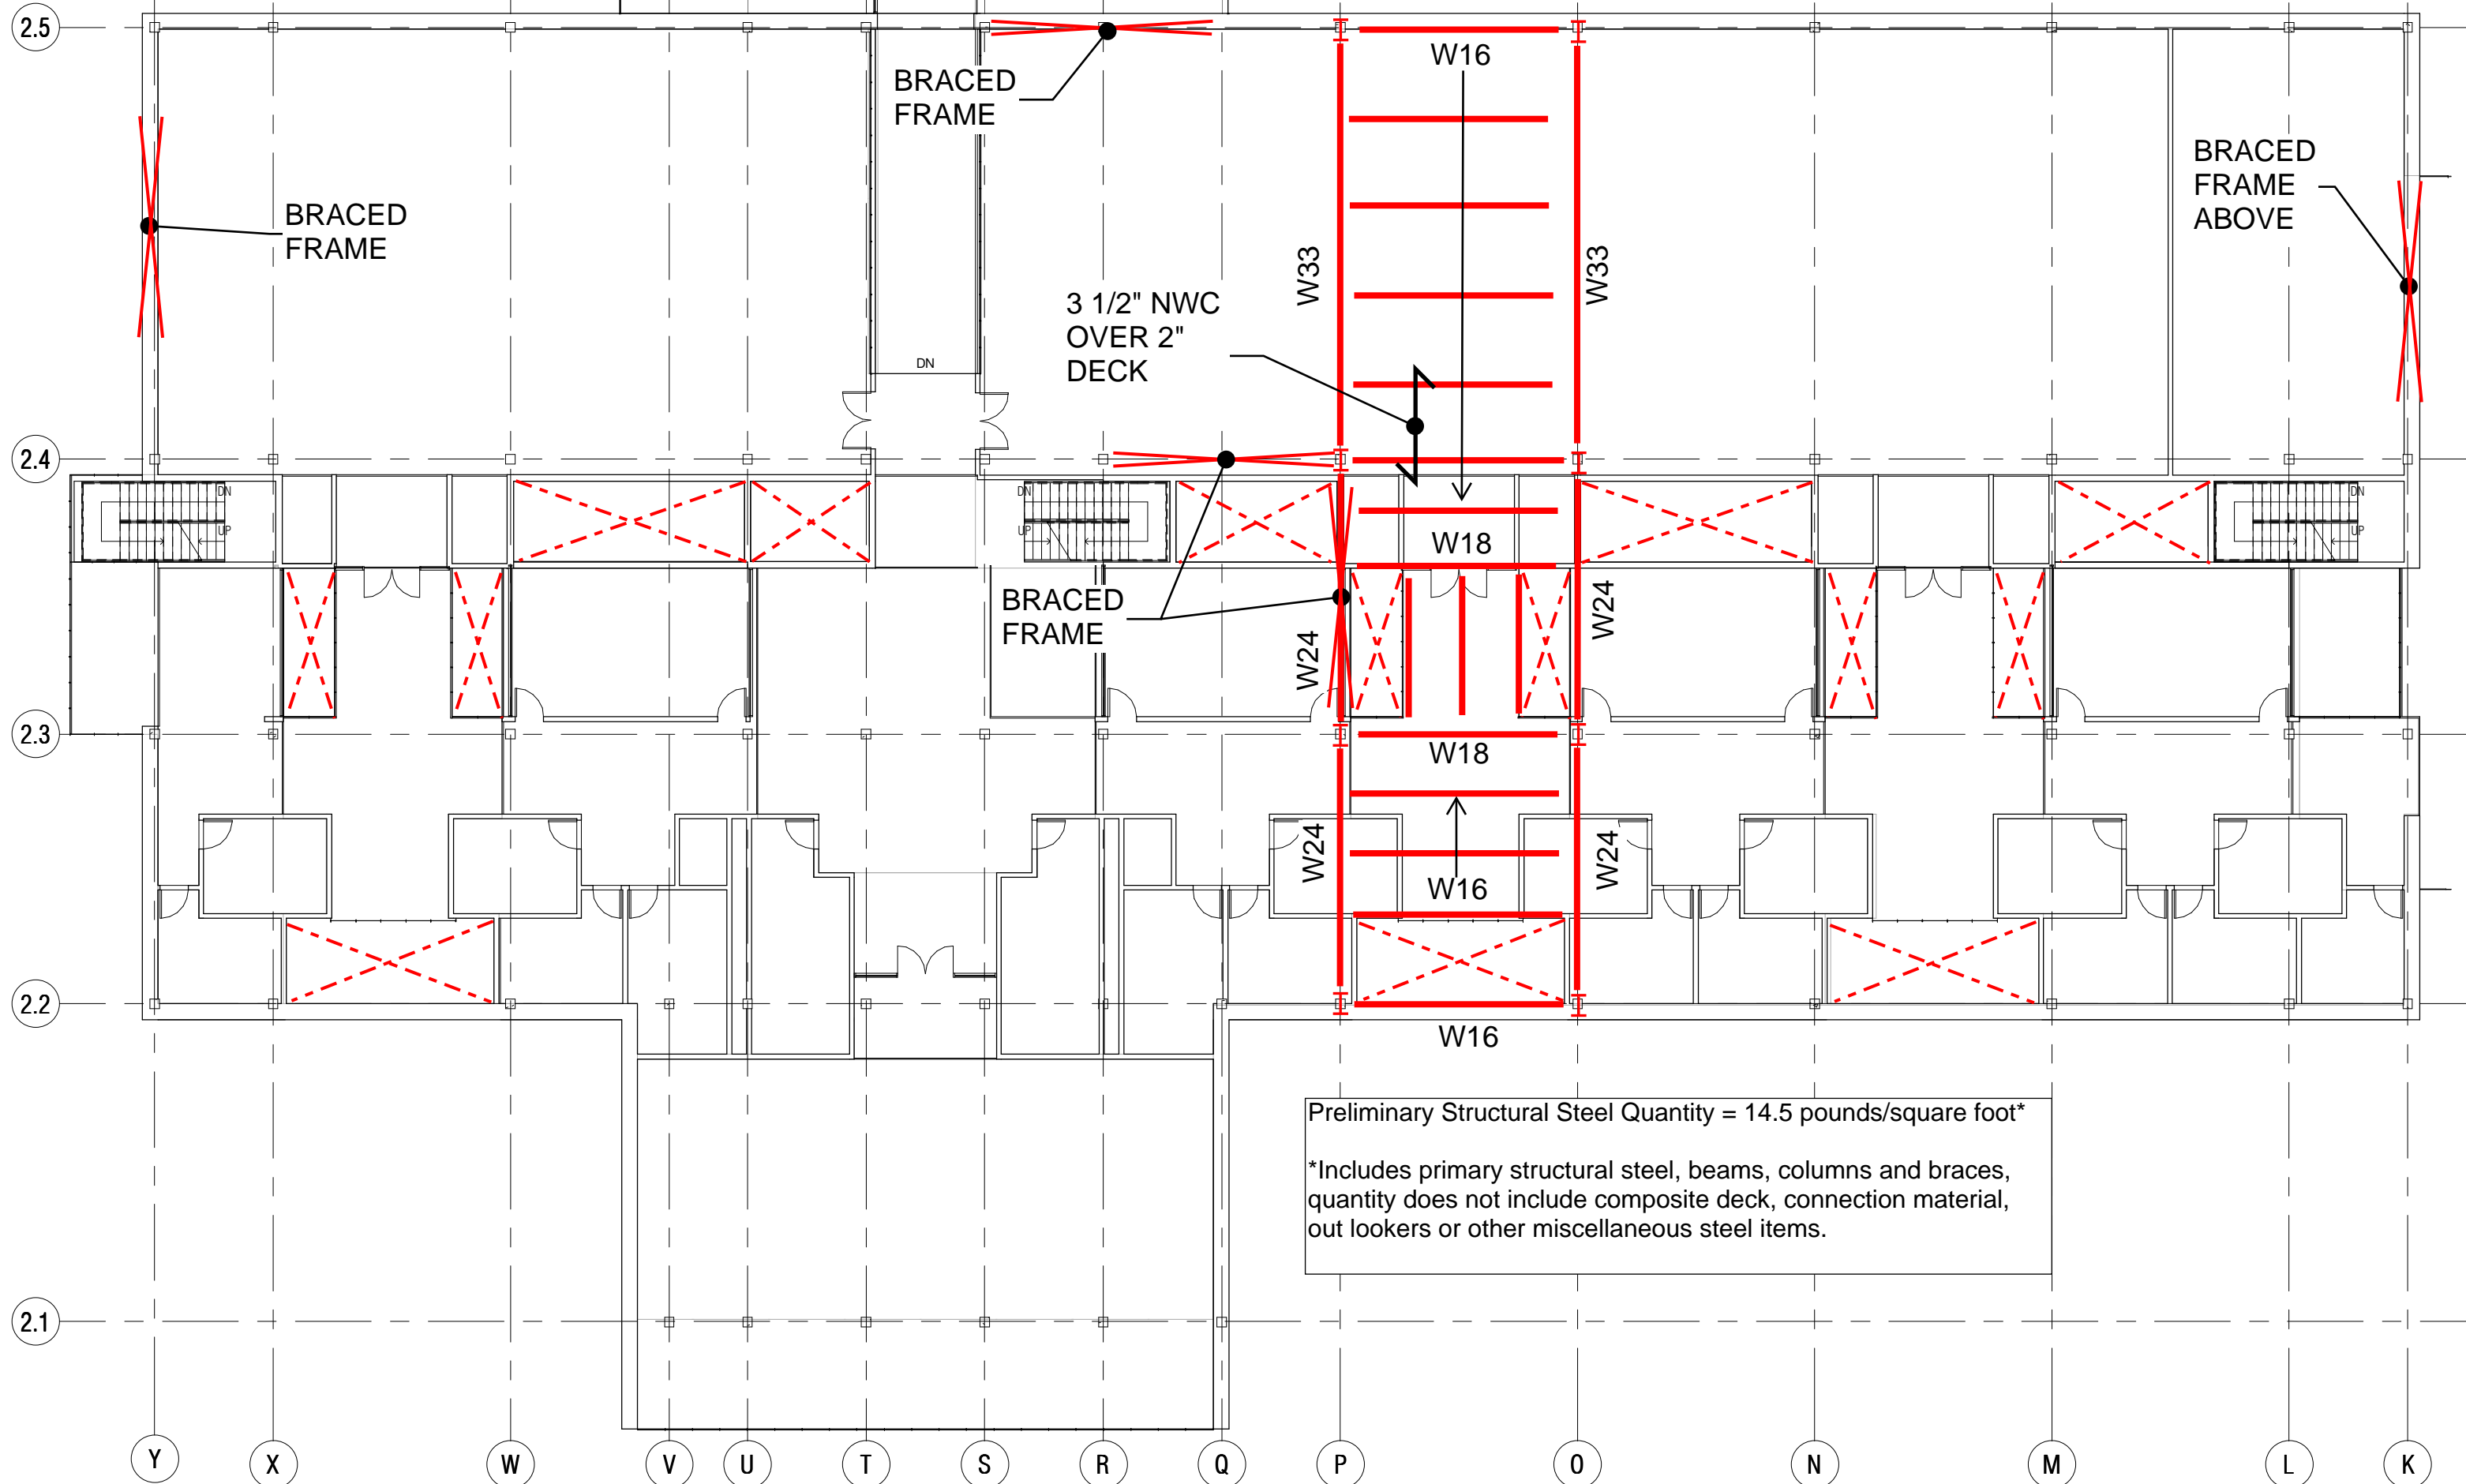 2.5
W16
BRACED
FRAME
BRACED
FRAME
ABOVE
BRACED
FRAME
W33
W33
3 1/2" NWC
OVER 2"
DECK
DN
2.4
DN
UP
DN
UP
DN
UP
W18
BRACED
FRAME
W24
W24
2.3
W18
W24
W24
W16
2.2
W16
Preliminary Structural Steel Quantity = 14.5 pounds/square foot*
*Includes primary structural steel, beams, columns and braces,
quantity does not include composite deck, connection material,
out lookers or other miscellaneous steel items.
2.1
Y
X
W
V
U
T
S
R
Q
P
O
N
M
L
K